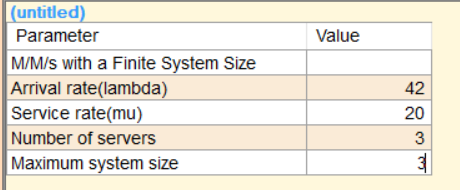 (untitled)
Parameter Value
M/M/s with a Finite System Size
Arrival rate(lambda) 42
Service rate(mu) 20
Number of servers 3
Maximum system size 3